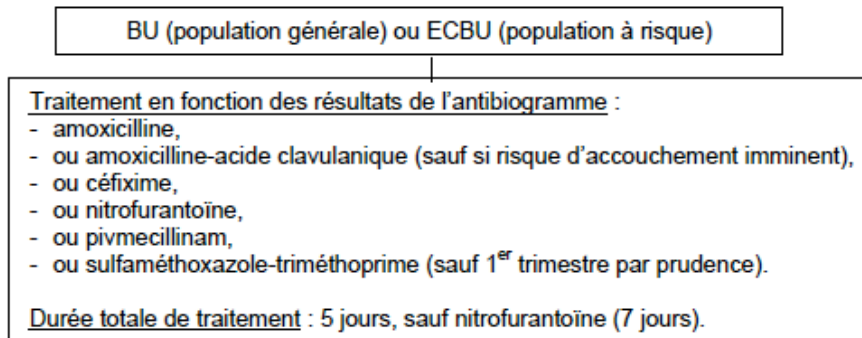 BU (population générale) ou ECBU (population à risque)
Traitement en fonction des résultats de l'antibiogramme :
- amoxicilline,
- ou amoxicilline-acide clavulanique (sauf si risque d'accouchement imminent),
- ou céfixime,
- ou nitrofurantoïne,
- ou pivmecillinam,
- ou sulfaméthoxazole-triméthoprime (sauf 1er trimestre par prudence).
Durée totale de traitement : 5 jours, sauf nitrofurantoïne (7 jours).